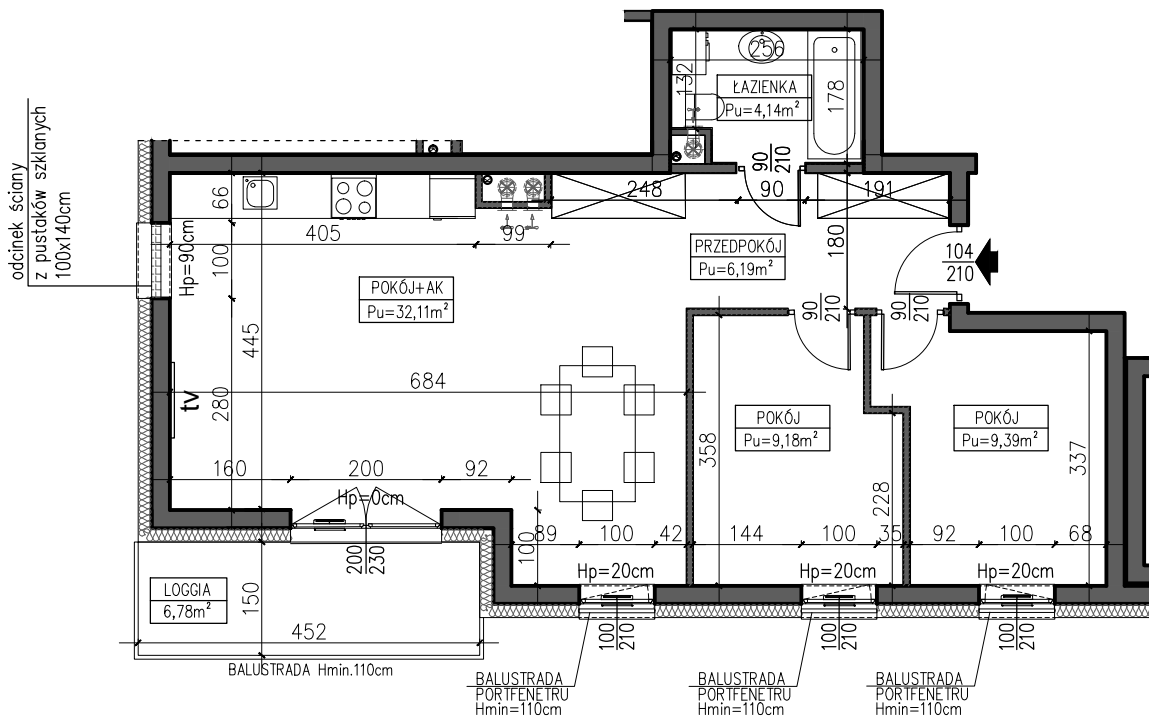 256
132
ŁAZIENKA
Pu=4,14m²
178
odcinek ściany
z pustaków szklanych
100x140cm
90
210
66
248
90
191
405
99
Hp=90cm
100
PRZEDPOKÓJ
Pu=6,19m²
180
104
210
POKÓJ+AK
Pu=32,11m²
90
210
90
210
445
684
280
tv
POKÓJ
Pu=9,18m²
POKÓJ
Pu=9,39m²
358
337
160
200
92
228
Hp=0cm
89
100
42
144
100
35
92
100
68
100
Hp=20cm
Hp=20cm
Hp=20cm
200
230
LOGGIA
6,78m²
150
452
100
210
100
210
100
210
BALUSTRADA Hmin.110cm
BALUSTRADA
PORTFENETRU
Hmin=110cm
BALUSTRADA
PORTFENETRU
Hmin=110cm
BALUSTRADA
PORTFENETRU
Hmin=110cm